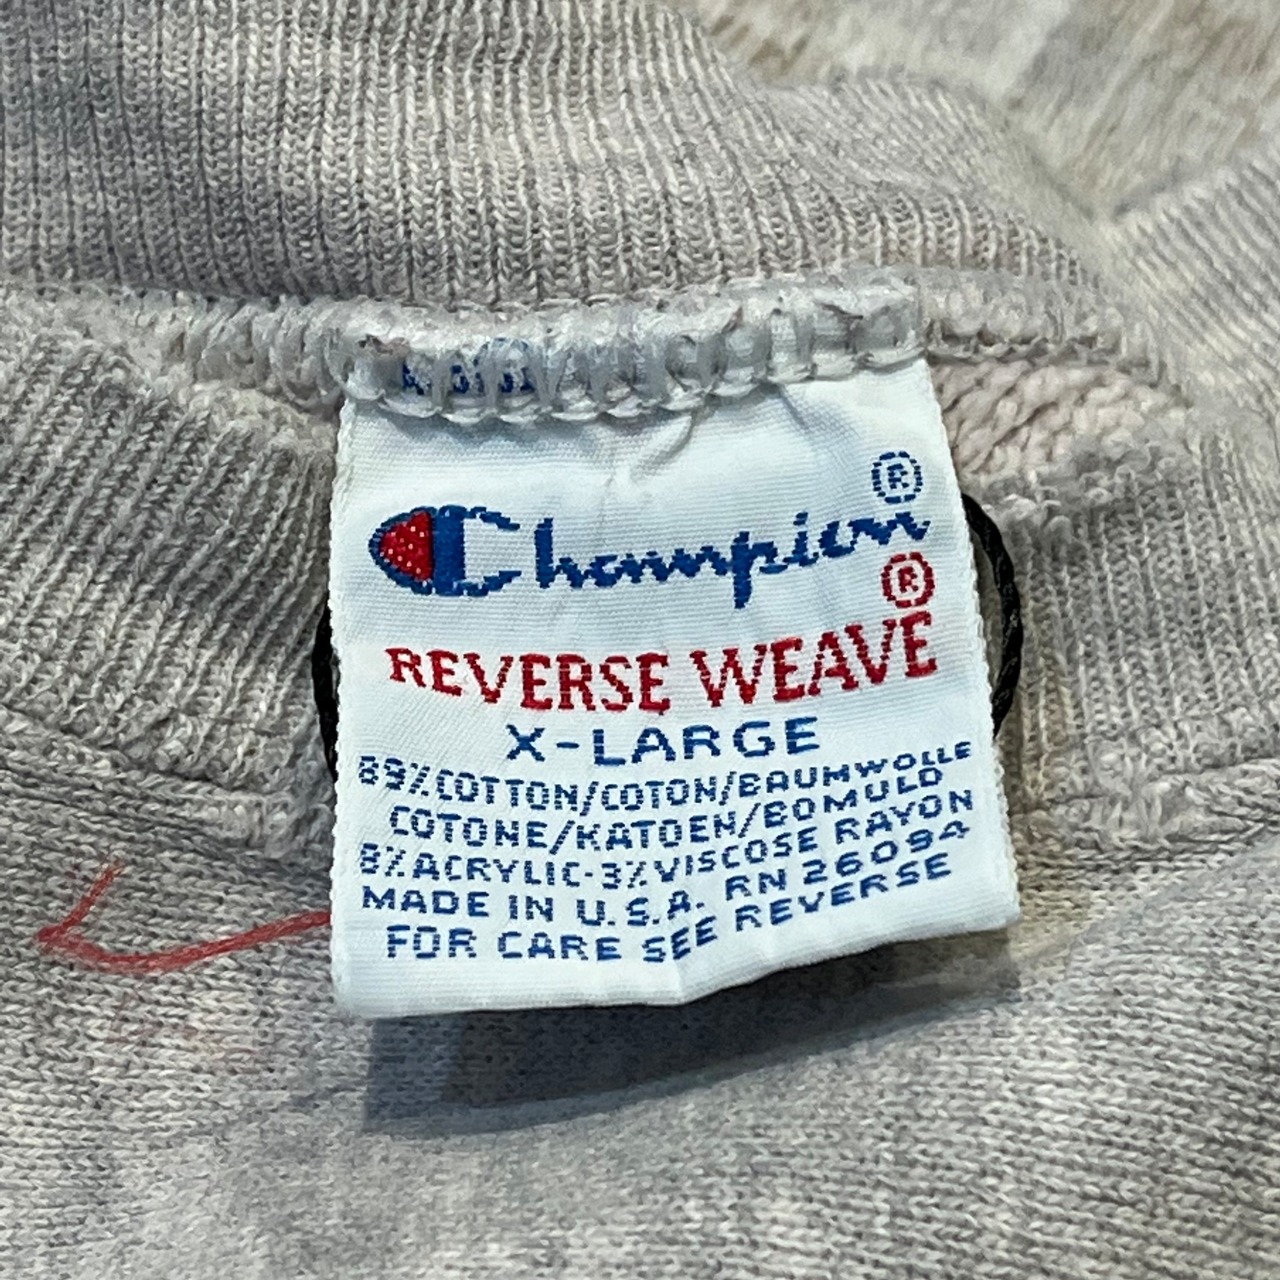 Champion®
REVERSE WEAVE®
X-LARGE
89%COTTON/COTON/BAUMWOLLE
COTONE/KATOEN/BOMULD
8%ACRYLIC-3%VISCOSE RAYON
MADE IN U.S.A. RN 26094
FOR CARE SEE REVERSE